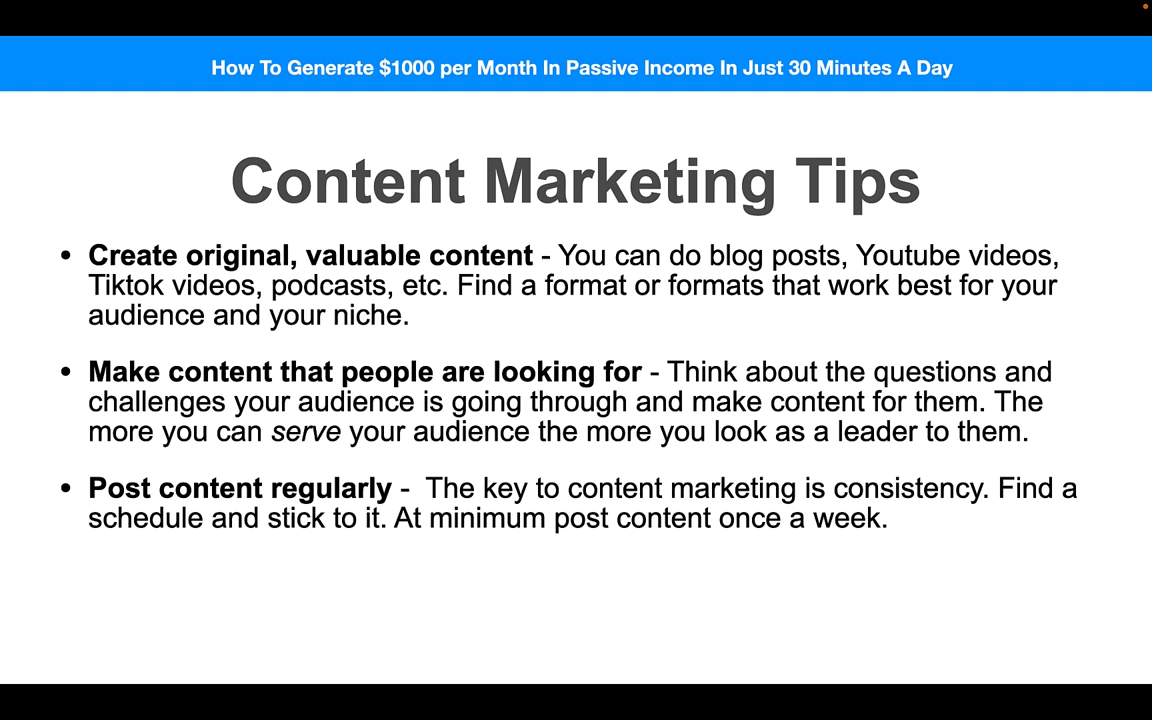 How To Generate $1000 per Month In Passive Income In Just 30 Minutes A Day
Content Marketing Tips
• Create original, valuable content - You can do blog posts, Youtube videos,
Tiktok videos, podcasts, etc. Find a format or formats that work best for your
audience and your niche.
• Make content that people are looking for - Think about the questions and
challenges your audience is going through and make content for them. The
more you can serve your audience the more you look as a leader to them.
• Post content regularly -  The key to content marketing is consistency. Find a
schedule and stick to it. At minimum post content once a week.